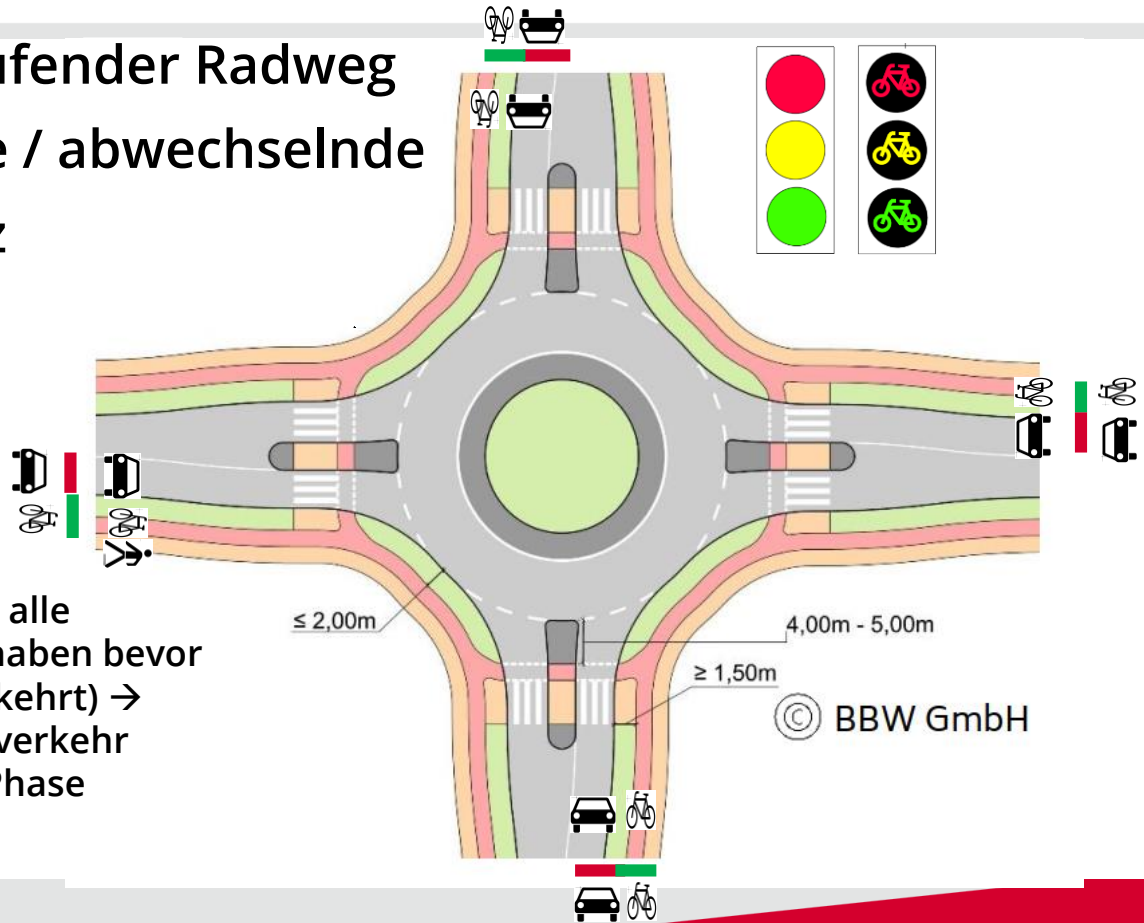 ufender Radweg
e / abwechselnde
z
≤ 2,00m
4,00m - 5,00m
≥ 1,50m
© BBW GmbH
alle
haben bevor
kehrt) →
verkehr
Phase